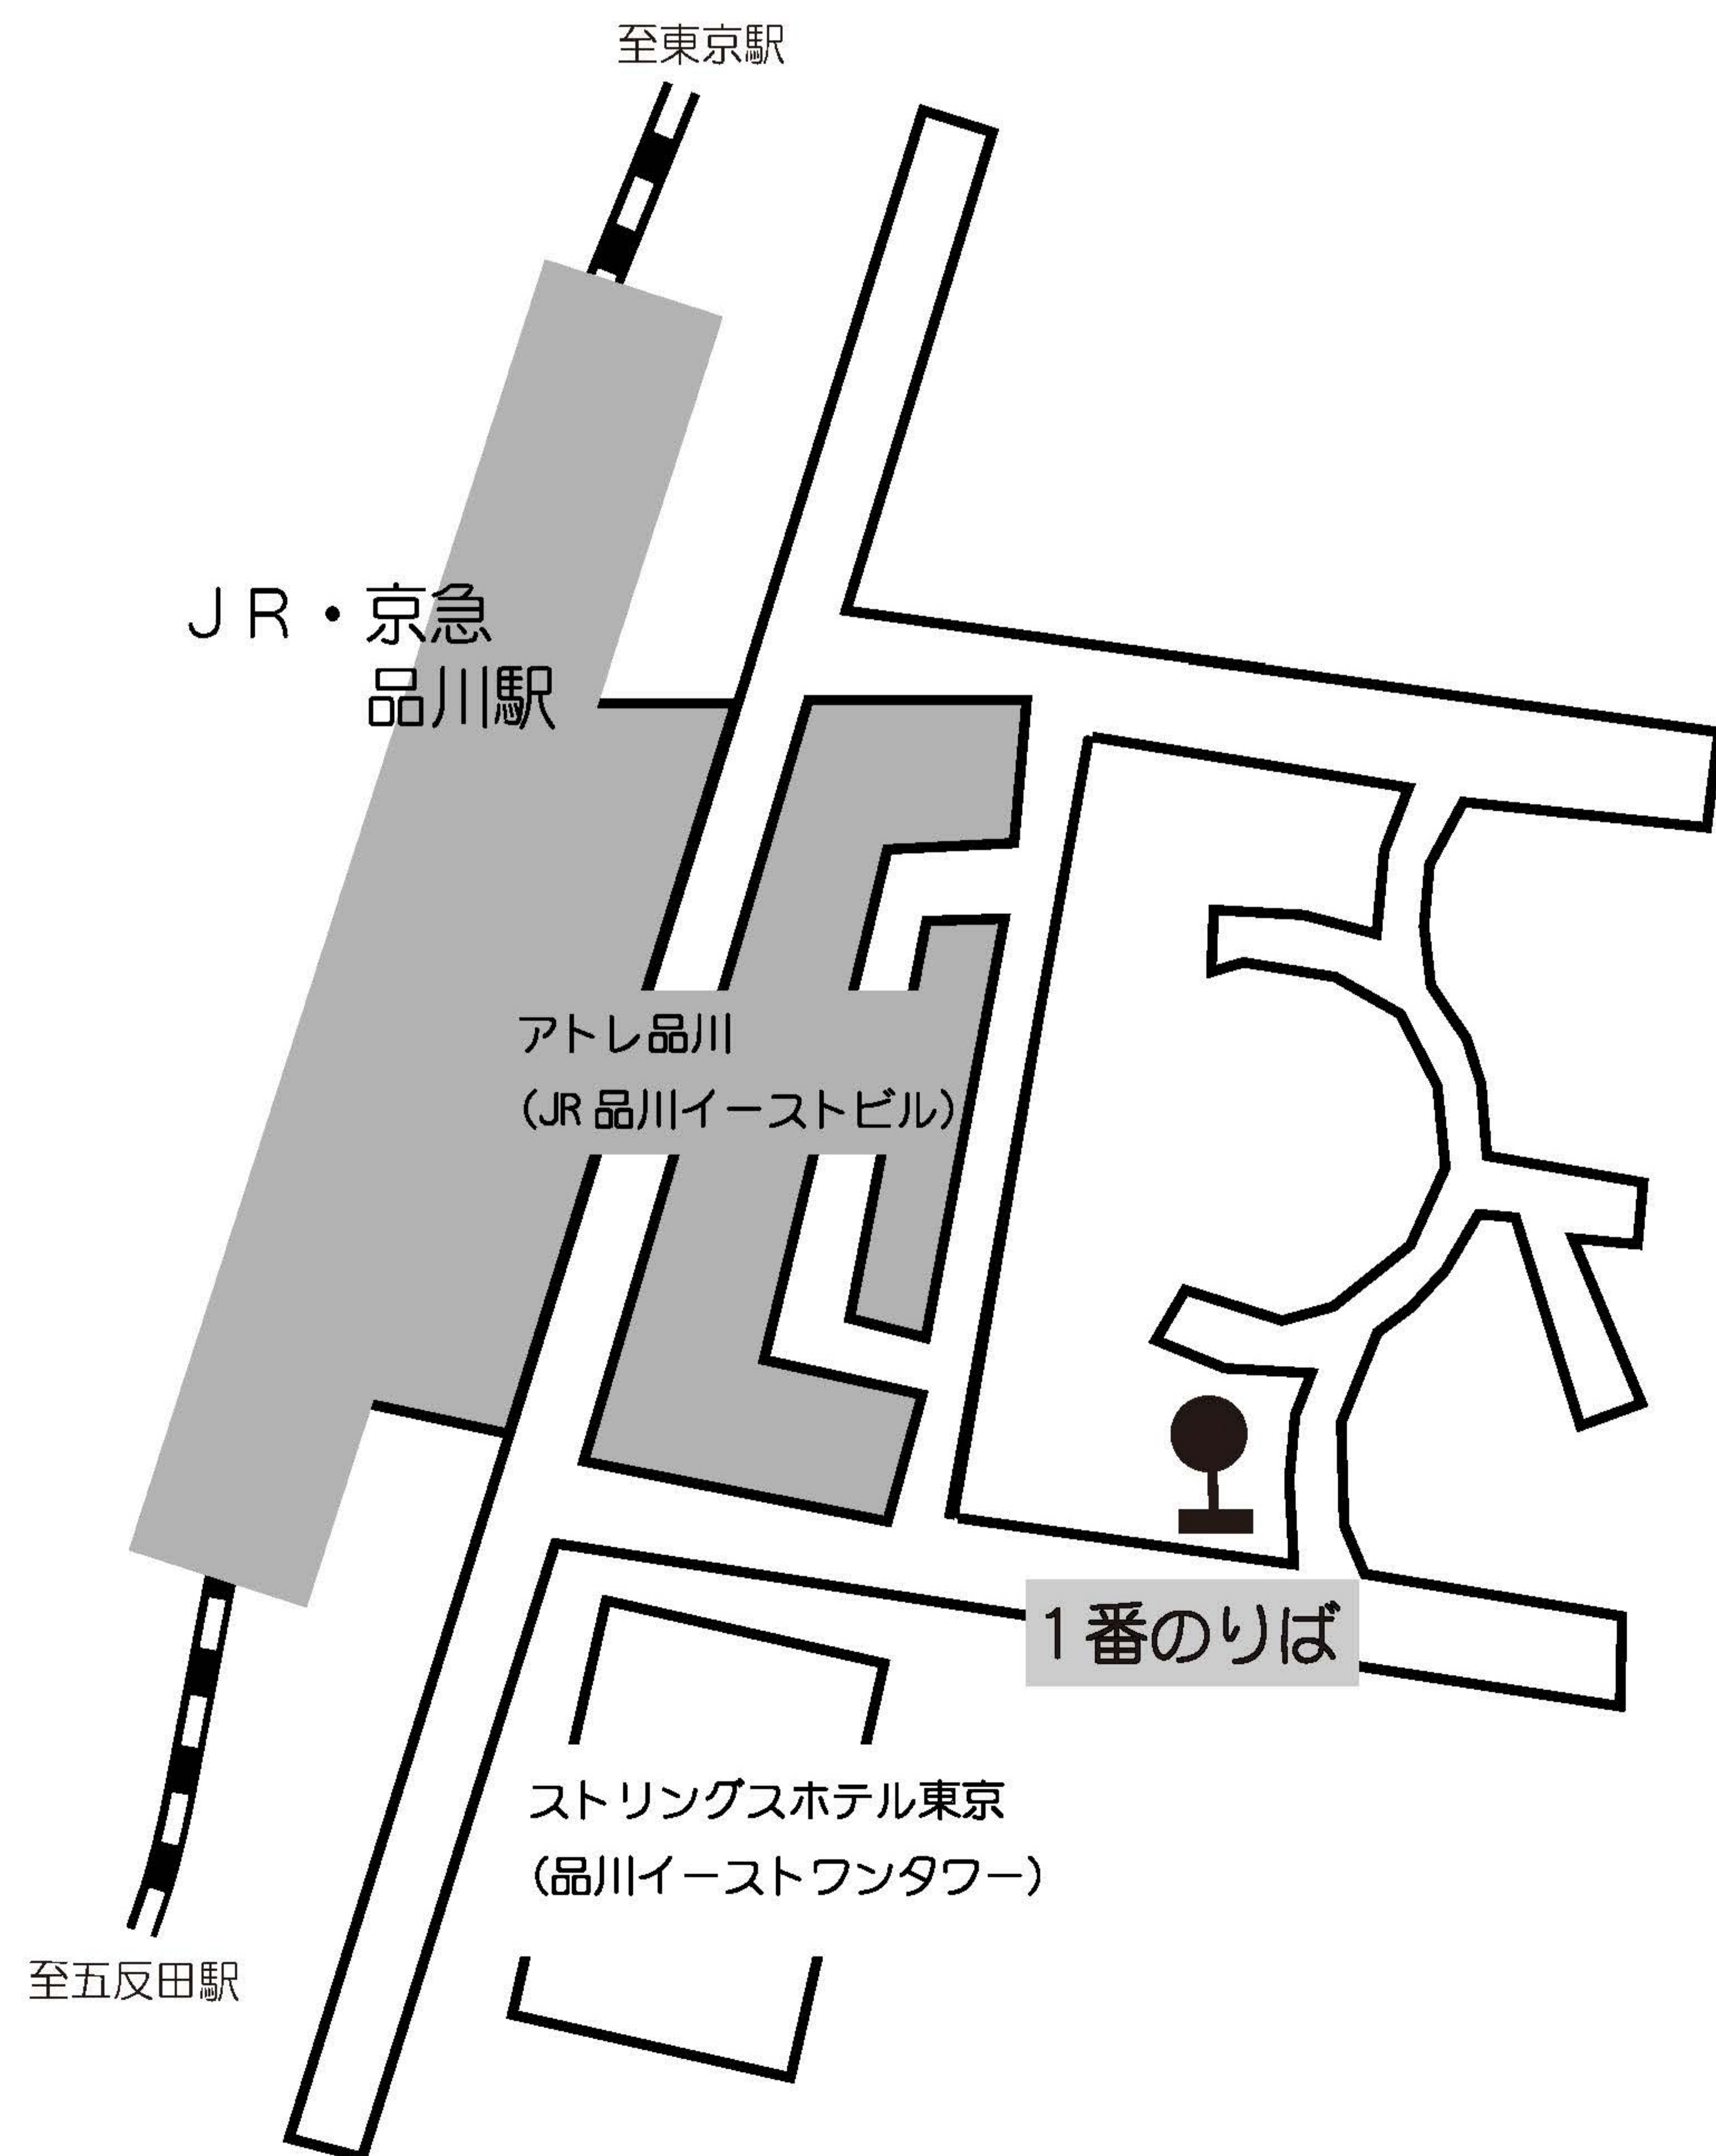 至東京駅
JR・京急
品川駅
アトレ品川
(JR品川イーストビル)
1番のりば
ストリングスホテル東京
(品川イーストワンタワー)
至五反田駅